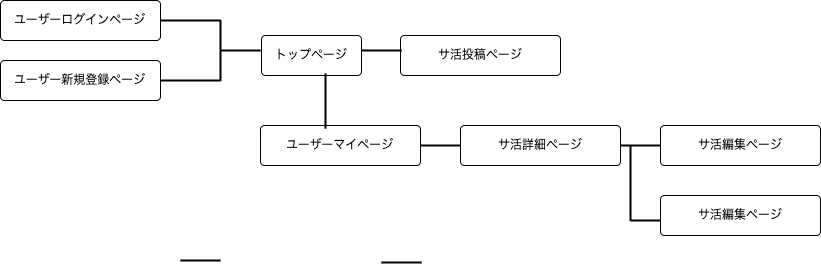 ユーザーログインページ
ユーザー新規登録ページ
トップページ
サ活投稿ページ
ユーザーマイページ
サ活詳細ページ
サ活編集ページ
サ活編集ページ